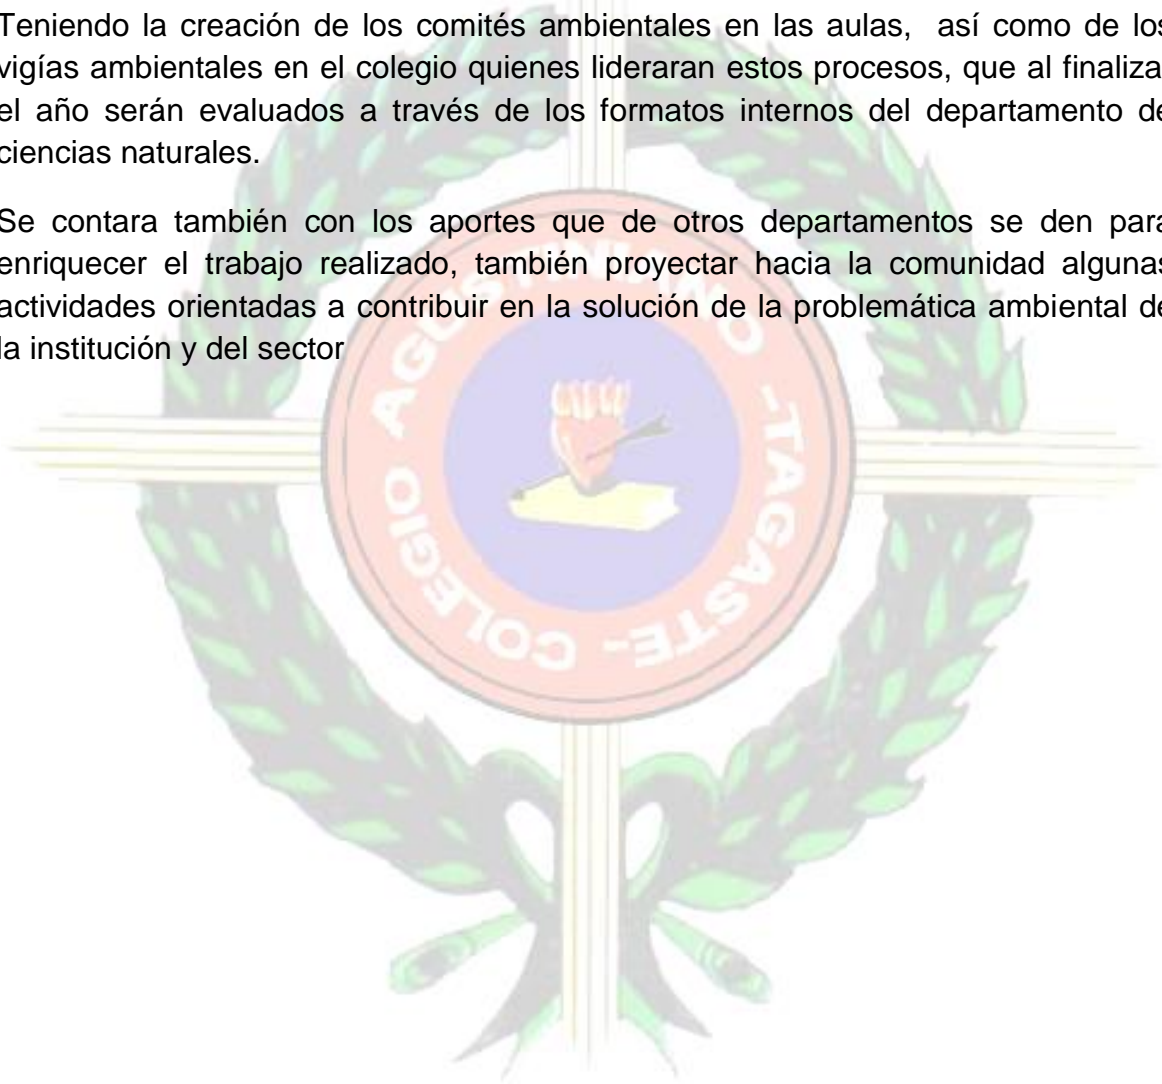 Teniendo la creación de los comités ambientales en las aulas, así como de los
vigías ambientales en el colegio quienes lideraran estos procesos, que al finaliza
el año serán evaluados a través de los formatos internos del departamento de
ciencias naturales.
Se contara también con los aportes que de otros departamentos se den para
enriquecer el trabajo realizado, también proyectar hacia la comunidad algunas
actividades orientadas a contribuir en la solución de la problemática ambiental de
la institución y del sector
COLEGIO AGUSTINIANO -TAGASTE-